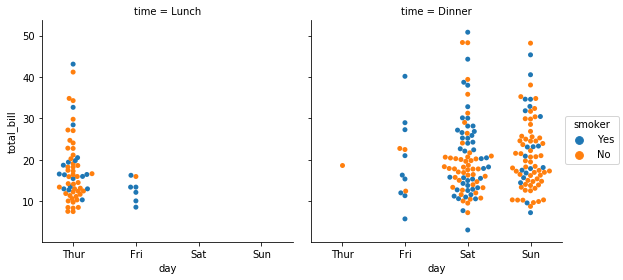 time = Lunch
time = Dinner
total_bill
50
40
30
20
10
Thur Fri Sat Sun
day
Thur Fri Sat Sun
day
smoker
Yes
No